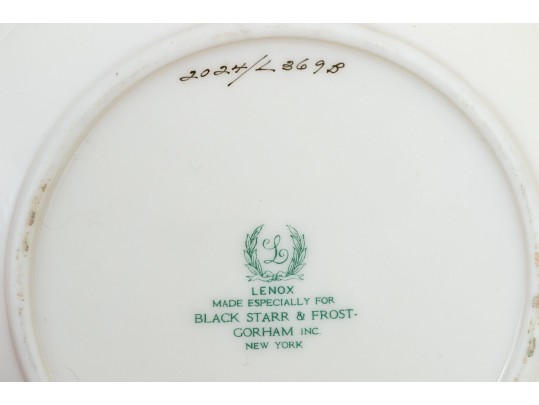 2024/L369B
L
LENOX
MADE ESPECIALLY FOR
BLACK STARR & FROST-
GORHAM INC.
NEW YORK